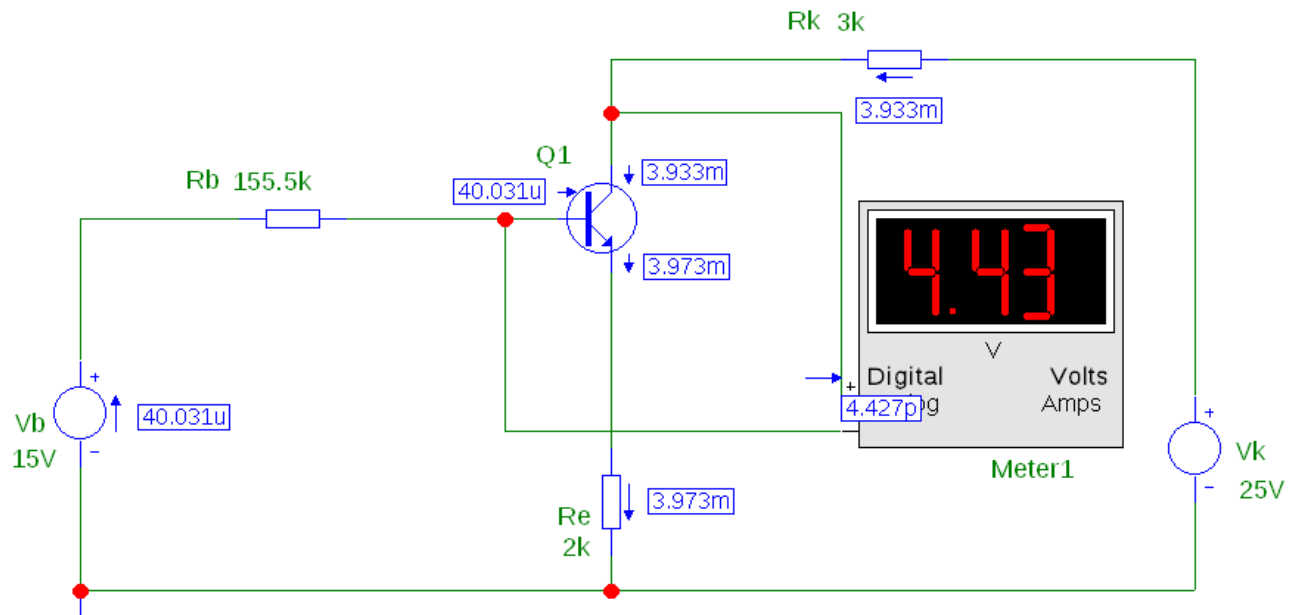 Rk 3k
3.933m
Q1
3.933m
Rb 155.5k
40.031u
3.973m
4.43
V
+
+
Digital
Volts
+
+
4.427p
og
Amps
Vb
15V
40.031u
-
-
Meter1
Vk
25V
-
Re
2k
3.973m